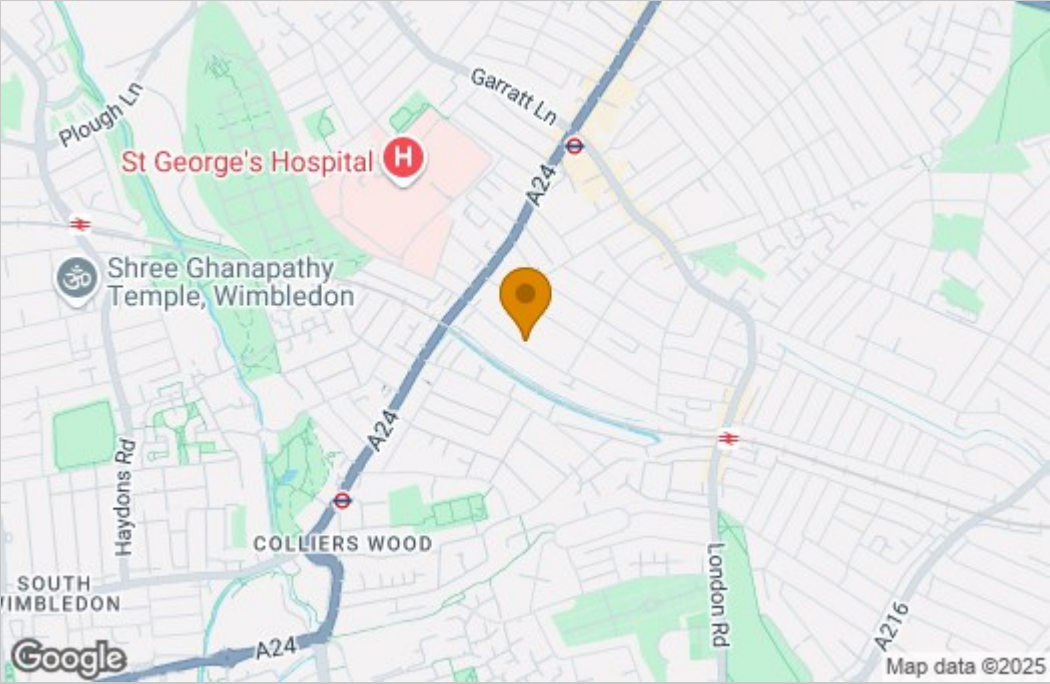 Garratt Ln
Plough Ln
St George's Hospital
H
A24
Shree Ghanapathy
Temple, Wimbledon
A24
Haydons Rd
COLLIERS WOOD
London Rd
SOUTH
WIMBLEDON
A216
A24
Google
Map data ©2025